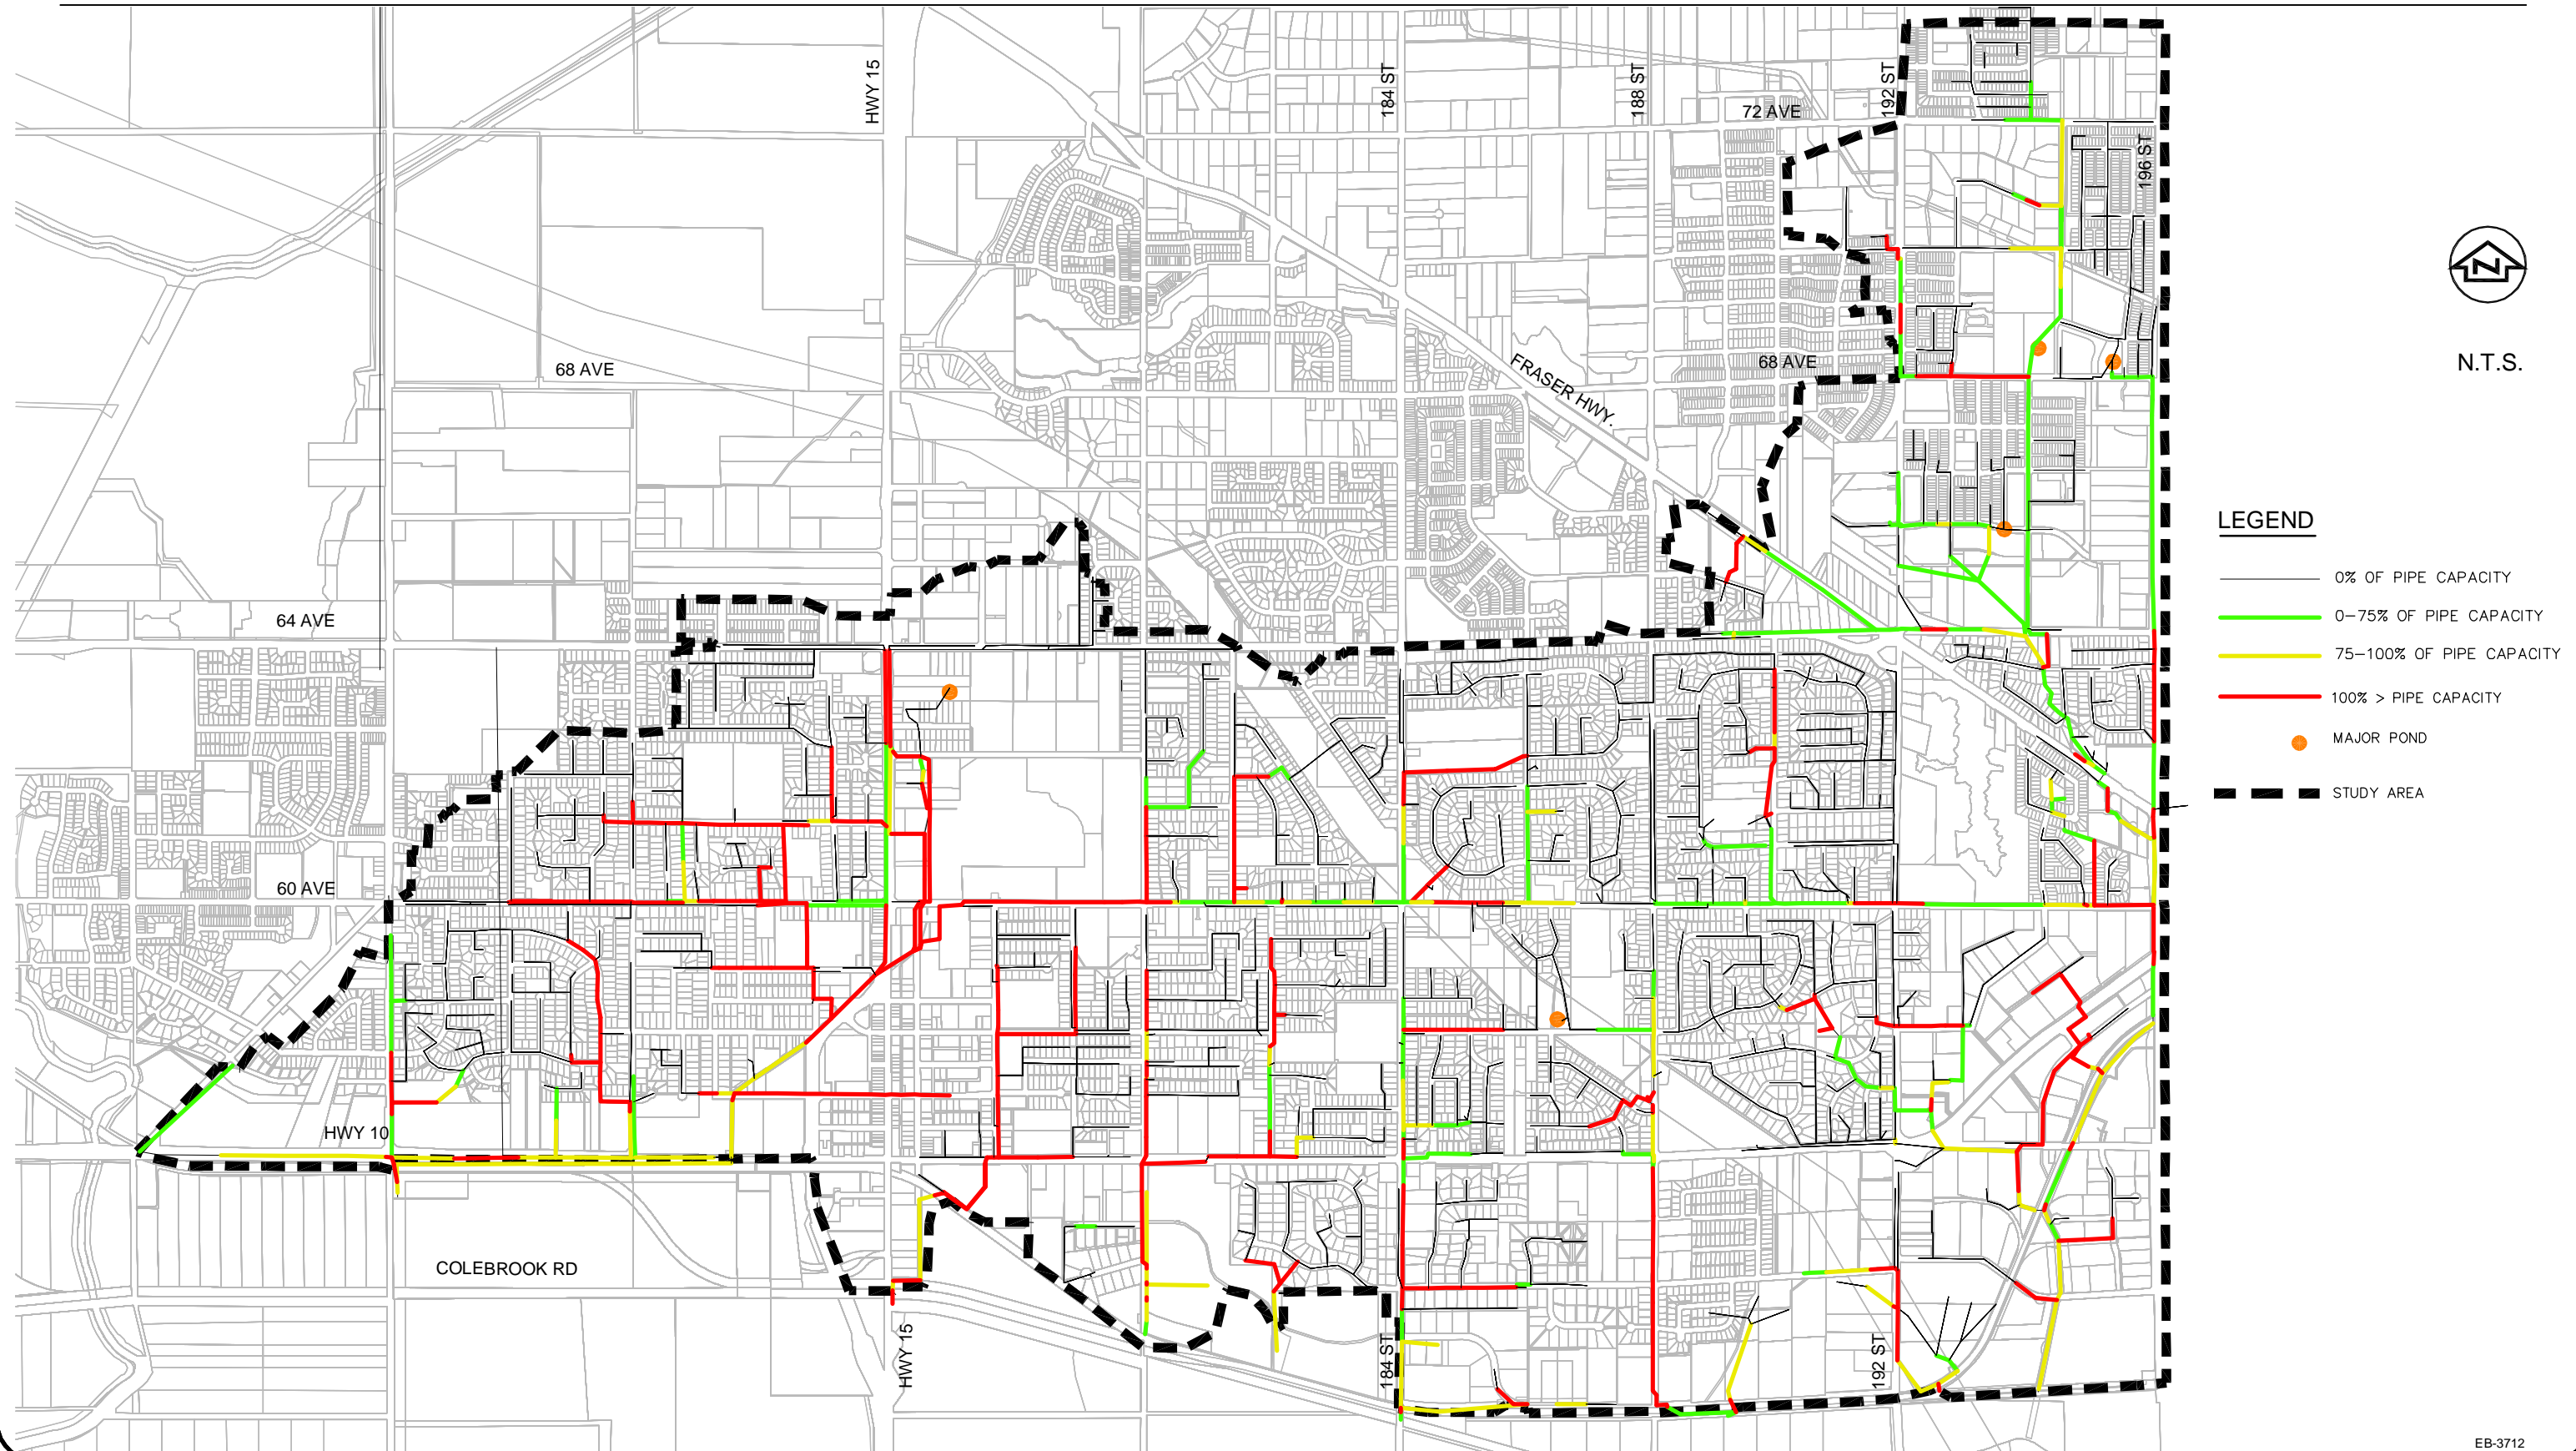 HWY 15
184 ST
188 ST
192 ST
72 AVE
196 ST
N
N.T.S.
68 AVE
68 AVE
FRASER HWY.
LEGEND
0% OF PIPE CAPACITY
0–75% OF PIPE CAPACITY
75–100% OF PIPE CAPACITY
100% > PIPE CAPACITY
MAJOR POND
STUDY AREA
64 AVE
60 AVE
HWY 10
COLEBROOK RD
HWY 15
184 ST
192 ST
EB-3712